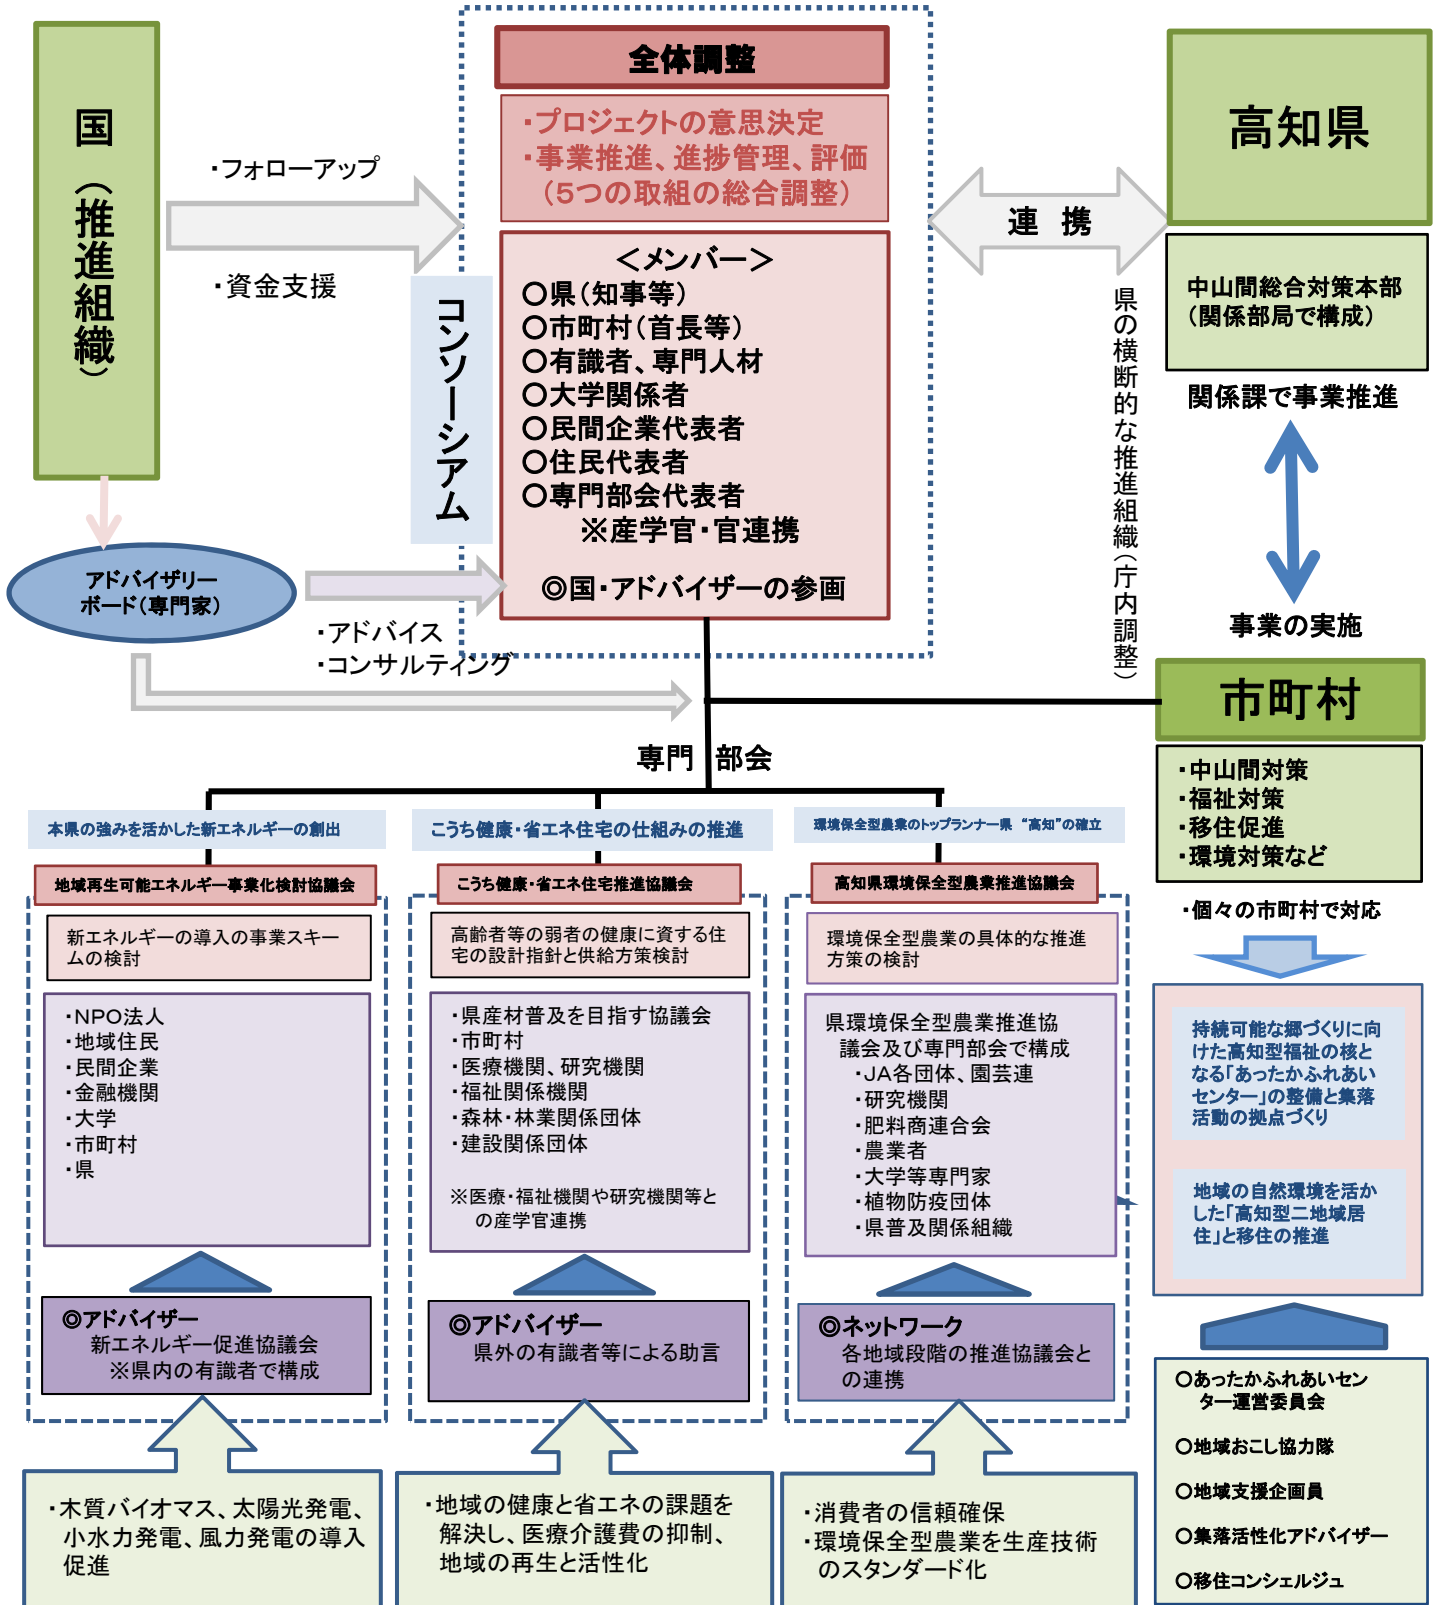 国（推進組織）
・フォローアップ
・資金支援
アドバイザリー
ボード（専門家）
・アドバイス
・コンサルティング
コンソーシアム
全体調整
・プロジェクトの意思決定
・事業推進、進捗管理、評価
（５つの取組の総合調整）
＜メンバー＞
○県（知事等）
○市町村（首長等）
○有識者、専門人材
○大学関係者
○民間企業代表者
○住民代表者
○専門部会代表者
※産学官・官連携
◎国・アドバイザーの参画
連 携
県の横断的な推進組織（庁内調整）
高知県
中山間総合対策本部
（関係部局で構成）
関係課で事業推進
事業の実施
市町村
・中山間対策
・福祉対策
・移住促進
・環境対策など
・個々の市町村で対応
専門 部会
本県の強みを活かした新エネルギーの創出
地域再生可能エネルギー事業化検討協議会
新エネルギーの導入の事業スキー
ムの検討
・NPO法人
・地域住民
・民間企業
・金融機関
・大学
・市町村
・県
◎アドバイザー
新エネルギー促進協議会
※県内の有識者で構成
・木質バイオマス、太陽光発電、
小水力発電、風力発電の導入
促進
こうち健康・省エネ住宅の仕組みの推進
こうち健康・省エネ住宅推進協議会
高齢者等の弱者の健康に資する住
宅の設計指針と供給方策検討
・県産材普及を目指す協議会
・市町村
・医療機関、研究機関
・福祉関係機関
・森林・林業関係団体
・建設関係団体
※医療・福祉機関や研究機関等と
の産学官連携
◎アドバイザー
県外の有識者等による助言
・地域の健康と省エネの課題を
解決し、医療介護費の抑制、
地域の再生と活性化
環境保全型農業のトップランナー県 “高知”の確立
高知県環境保全型農業推進協議会
環境保全型農業の具体的な推進
方策の検討
県環境保全型農業推進協
議会及び専門部会で構成
・JA各団体、園芸連
・研究機関
・肥料商連合会
・農業者
・大学等専門家
・植物防疫団体
・県普及関係組織
◎ネットワーク
各地域段階の推進協議会と
の連携
・消費者の信頼確保
・環境保全型農業を生産技術
のスタンダード化
持続可能な郷づくりに向
けた高知型福祉の核と
なる「あったかふれあい
センター」の整備と集落
活動の拠点づくり
地域の自然環境を活か
した「高知型二地域居
住」と移住の推進
○あったかふれあいセン
ター運営委員会
○地域おこし協力隊
○地域支援企画員
○集落活性化アドバイザー
○移住コンシェルジュ